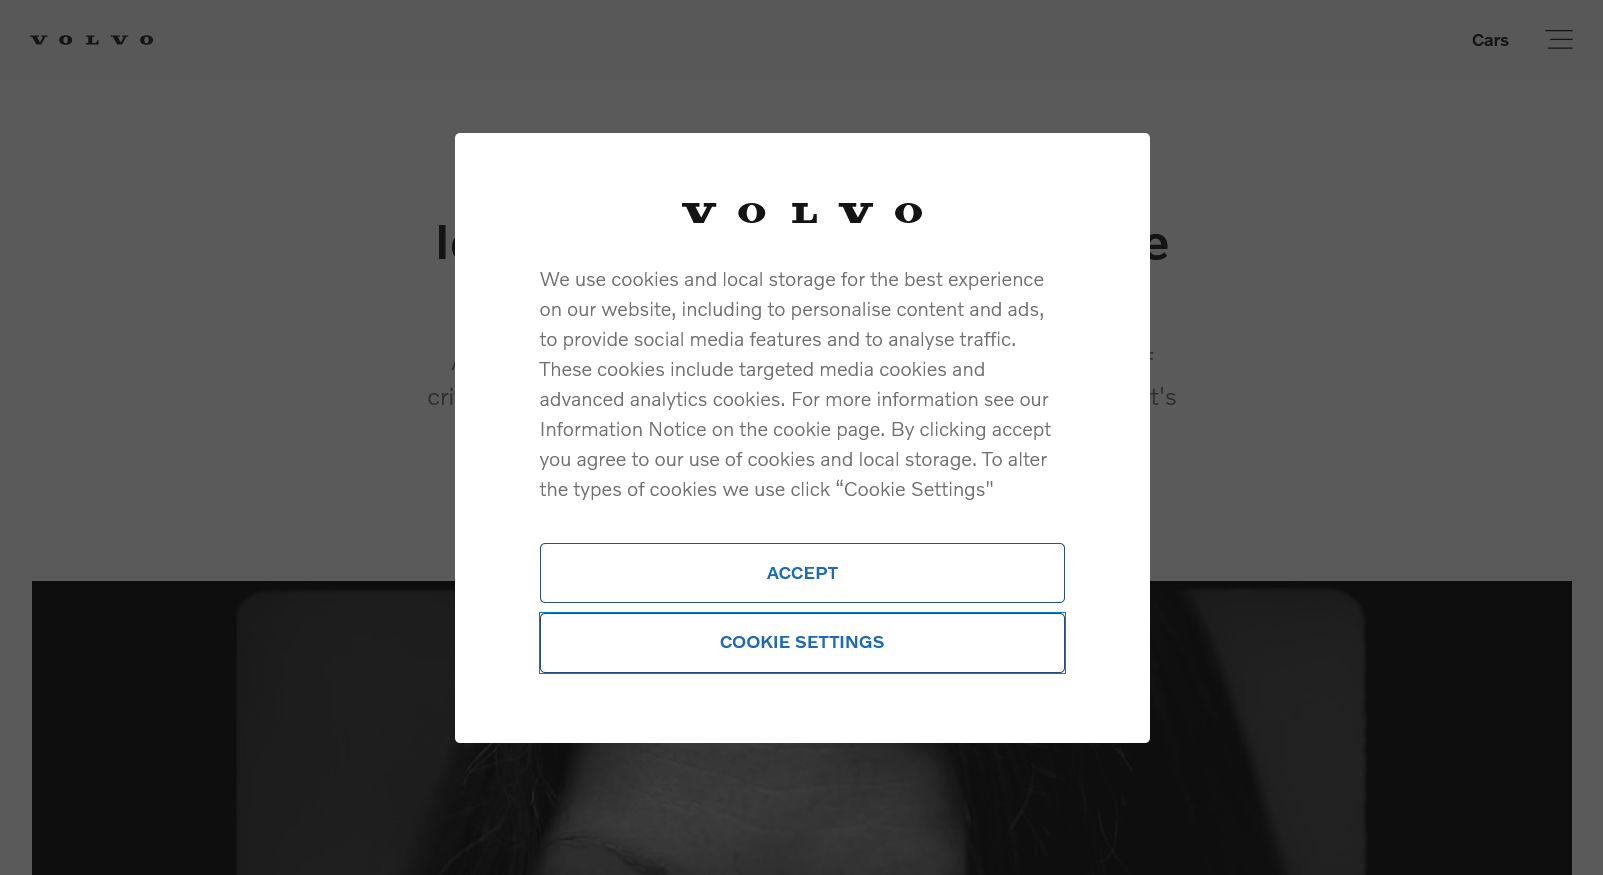 VOLVO
Cars
VOLVO
We use cookies and local storage for the best experience
on our website, including to personalise content and ads,
to provide social media features and to analyse traffic.
These cookies include targeted media cookies and
advanced analytics cookies. For more information see our
Information Notice on the cookie page. By clicking accept
you agree to our use of cookies and local storage. To alter
the types of cookies we use click “Cookie Settings"
ACCEPT
COOKIE SETTINGS